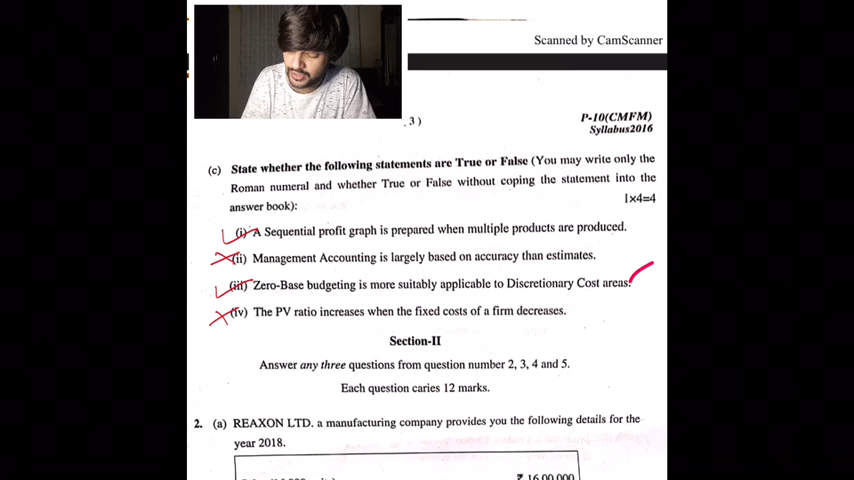 Scanned by CamScanner
3 )
P-10(CMFM)
Syllabus2016
(c) State whether the following statements are True or False (You may write only the
Roman numeral and whether True or False without coping the statement into the
answer book):
1×4=4
(i) A Sequential profit graph is prepared when multiple products are produced.
(ii) Management Accounting is largely based on accuracy than estimates.
(iii) Zero-Base budgeting is more suitably applicable to Discretionary Cost areas.
(iv) The PV ratio increases when the fixed costs of a firm decreases.
Section-II
Answer any three questions from question number 2, 3, 4 and 5.
Each question caries 12 marks.
2. (a) REAXON LTD. a manufacturing company provides you the following details for the
year 2018.
₹ 16,00,000